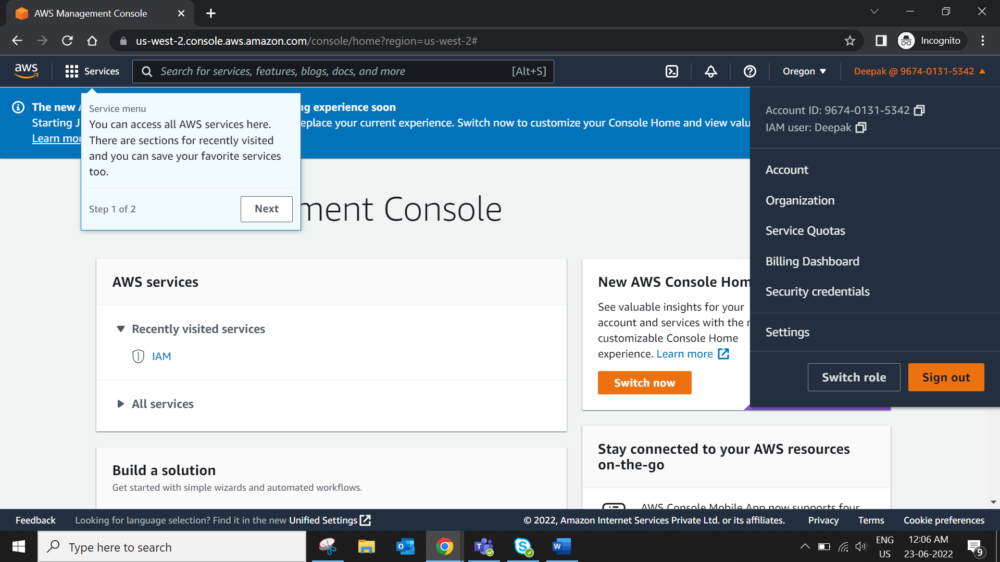 AWS Management Console
us-west-2.console.aws.amazon.com/console/home?region=us-west-2#
Incognito
aws
Services
Search for services, features, blogs, docs, and more [Alt+S]
Oregon
Deepak @ 9674-0131-5342
The new
ng experience soon
Starting J
eplace your current experience. Switch now to customize your Console Home and view valu
Learn mor
Service menu
You can access all AWS services here.
There are sections for recently visited
and you can save your favorite services
too.
Step 1 of 2
Next
Account ID: 9674-0131-5342
IAM user: Deepak
Account
Organization
Service Quotas
Billing Dashboard
Security credentials
Settings
Switch role
Sign out
ment Console
AWS services
Recently visited services
IAM
All services
New AWS Console Hom
See valuable insights for your
account and services with the
customizable Console Home
experience. Learn more
Switch now
Build a solution
Get started with simple wizards and automated workflows.
Stay connected to your AWS resources
on-the-go
AWS Console Mobile App now supports four
Feedback
Looking for language selection? Find it in the new Unified Settings
© 2022, Amazon Internet Services Private Ltd. or its affiliates.
Privacy
Terms
Cookie preferences
Type here to search
ENG
US
12:06 AM
23-06-2022
9